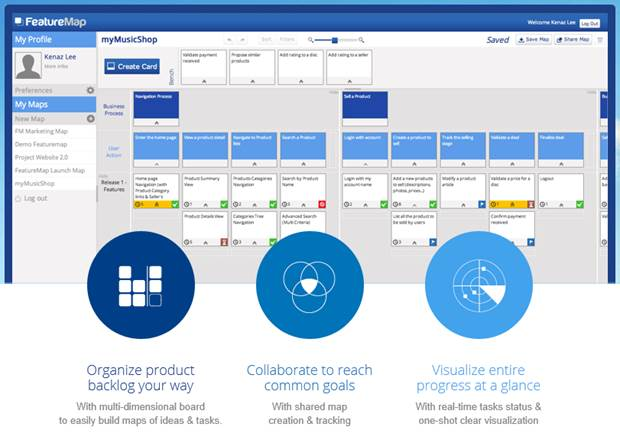 FeatureMap
Welcome Kenaz Lee
Log Out
My Profile
myMusicShop
Sort
Filters
Saved
Save Map
Share Map
Kenaz Lee
More Infos
Preferences
My Maps
New Map
FM Marketing Map
Demo Featuremap
Project Website 2.0
FeatureMap Launch Map
myMusicShop
Log out
Create Card
Bench
Validate payment
received
Propose similar
products
Add rating to a disc
Add rating to a seller
Business
Process
Navigation Process
Sell a Product
User
Action
Enter the home page
View a product detail
Navigate to Product
lists
Search a Product
Login with account
Create a product to
sell
Track the selling
stage
Validate a deal
Finalize deal
Release 1 -
Features
Home page
Navigation (with
Product-Category
links & Seller's
Product Summary
View
Products Categories
Navigation
Search by Product
Name
Login with my
account name
Add a new products
to sell (descriptions,
photos, prices,..)
Modify a product
article
Validate a price for a
disc
Product Details View
Categories Tree
Navigation
Advanced Search
(Multi Criteria)
List all the product to
be sold by users
Confirm payment
received
Organize product
backlog your way
With multi-dimensional board
to easily build maps of ideas & tasks.
Collaborate to reach
common goals
With shared map
creation & tracking
Visualize entire
progress at a glance
With real-time tasks status &
one-shot clear visualization